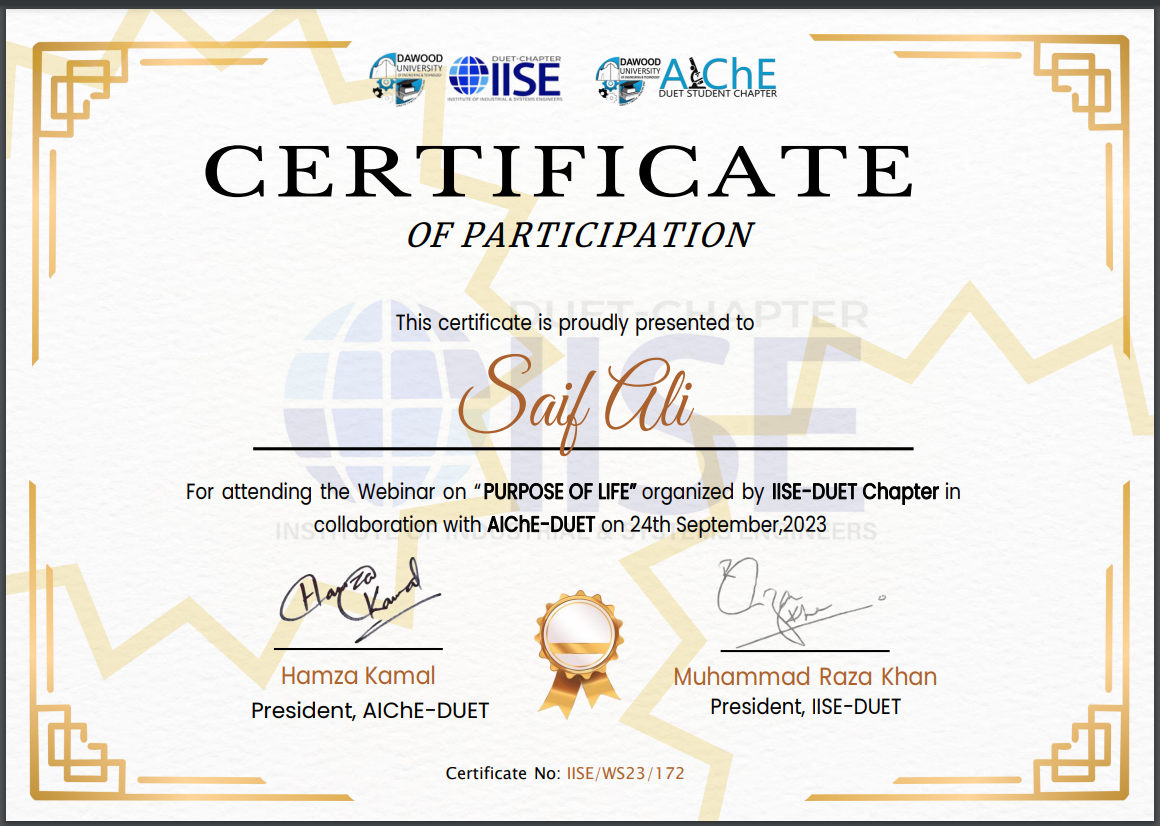 DAWOOD
UNIVERSITY
OF ENGINEERING & TECHNOLOGY
DUET-CHAPTER
IISE
INSTITUTE OF INDUSTRIAL & SYSTEMS ENGINEERS
DAWOOD
UNIVERSITY
OF ENGINEERING & TECHNOLOGY
AIChE
DUET STUDENT CHAPTER
CERTIFICATE
OF PARTICIPATION
DUET-CHAPTER
IISE
INSTITUTE OF INDUSTRIAL & SYSTEMS ENGINEERS
This certificate is proudly presented to
Saif Ali
For attending the Webinar on “PURPOSE OF LIFE” organized by IISE-DUET Chapter in
collaboration with AIChE-DUET on 24th September,2023
Hamza
Kamal
Hamza Kamal
President, AIChE-DUET
Muhammad Raza Khan
President, IISE-DUET
Certificate No: IISE/WS23/172